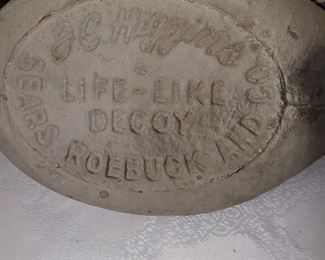 J.C. Higgins
LIFE-LIKE
DECOY
SEARS ROEBUCK AND CO